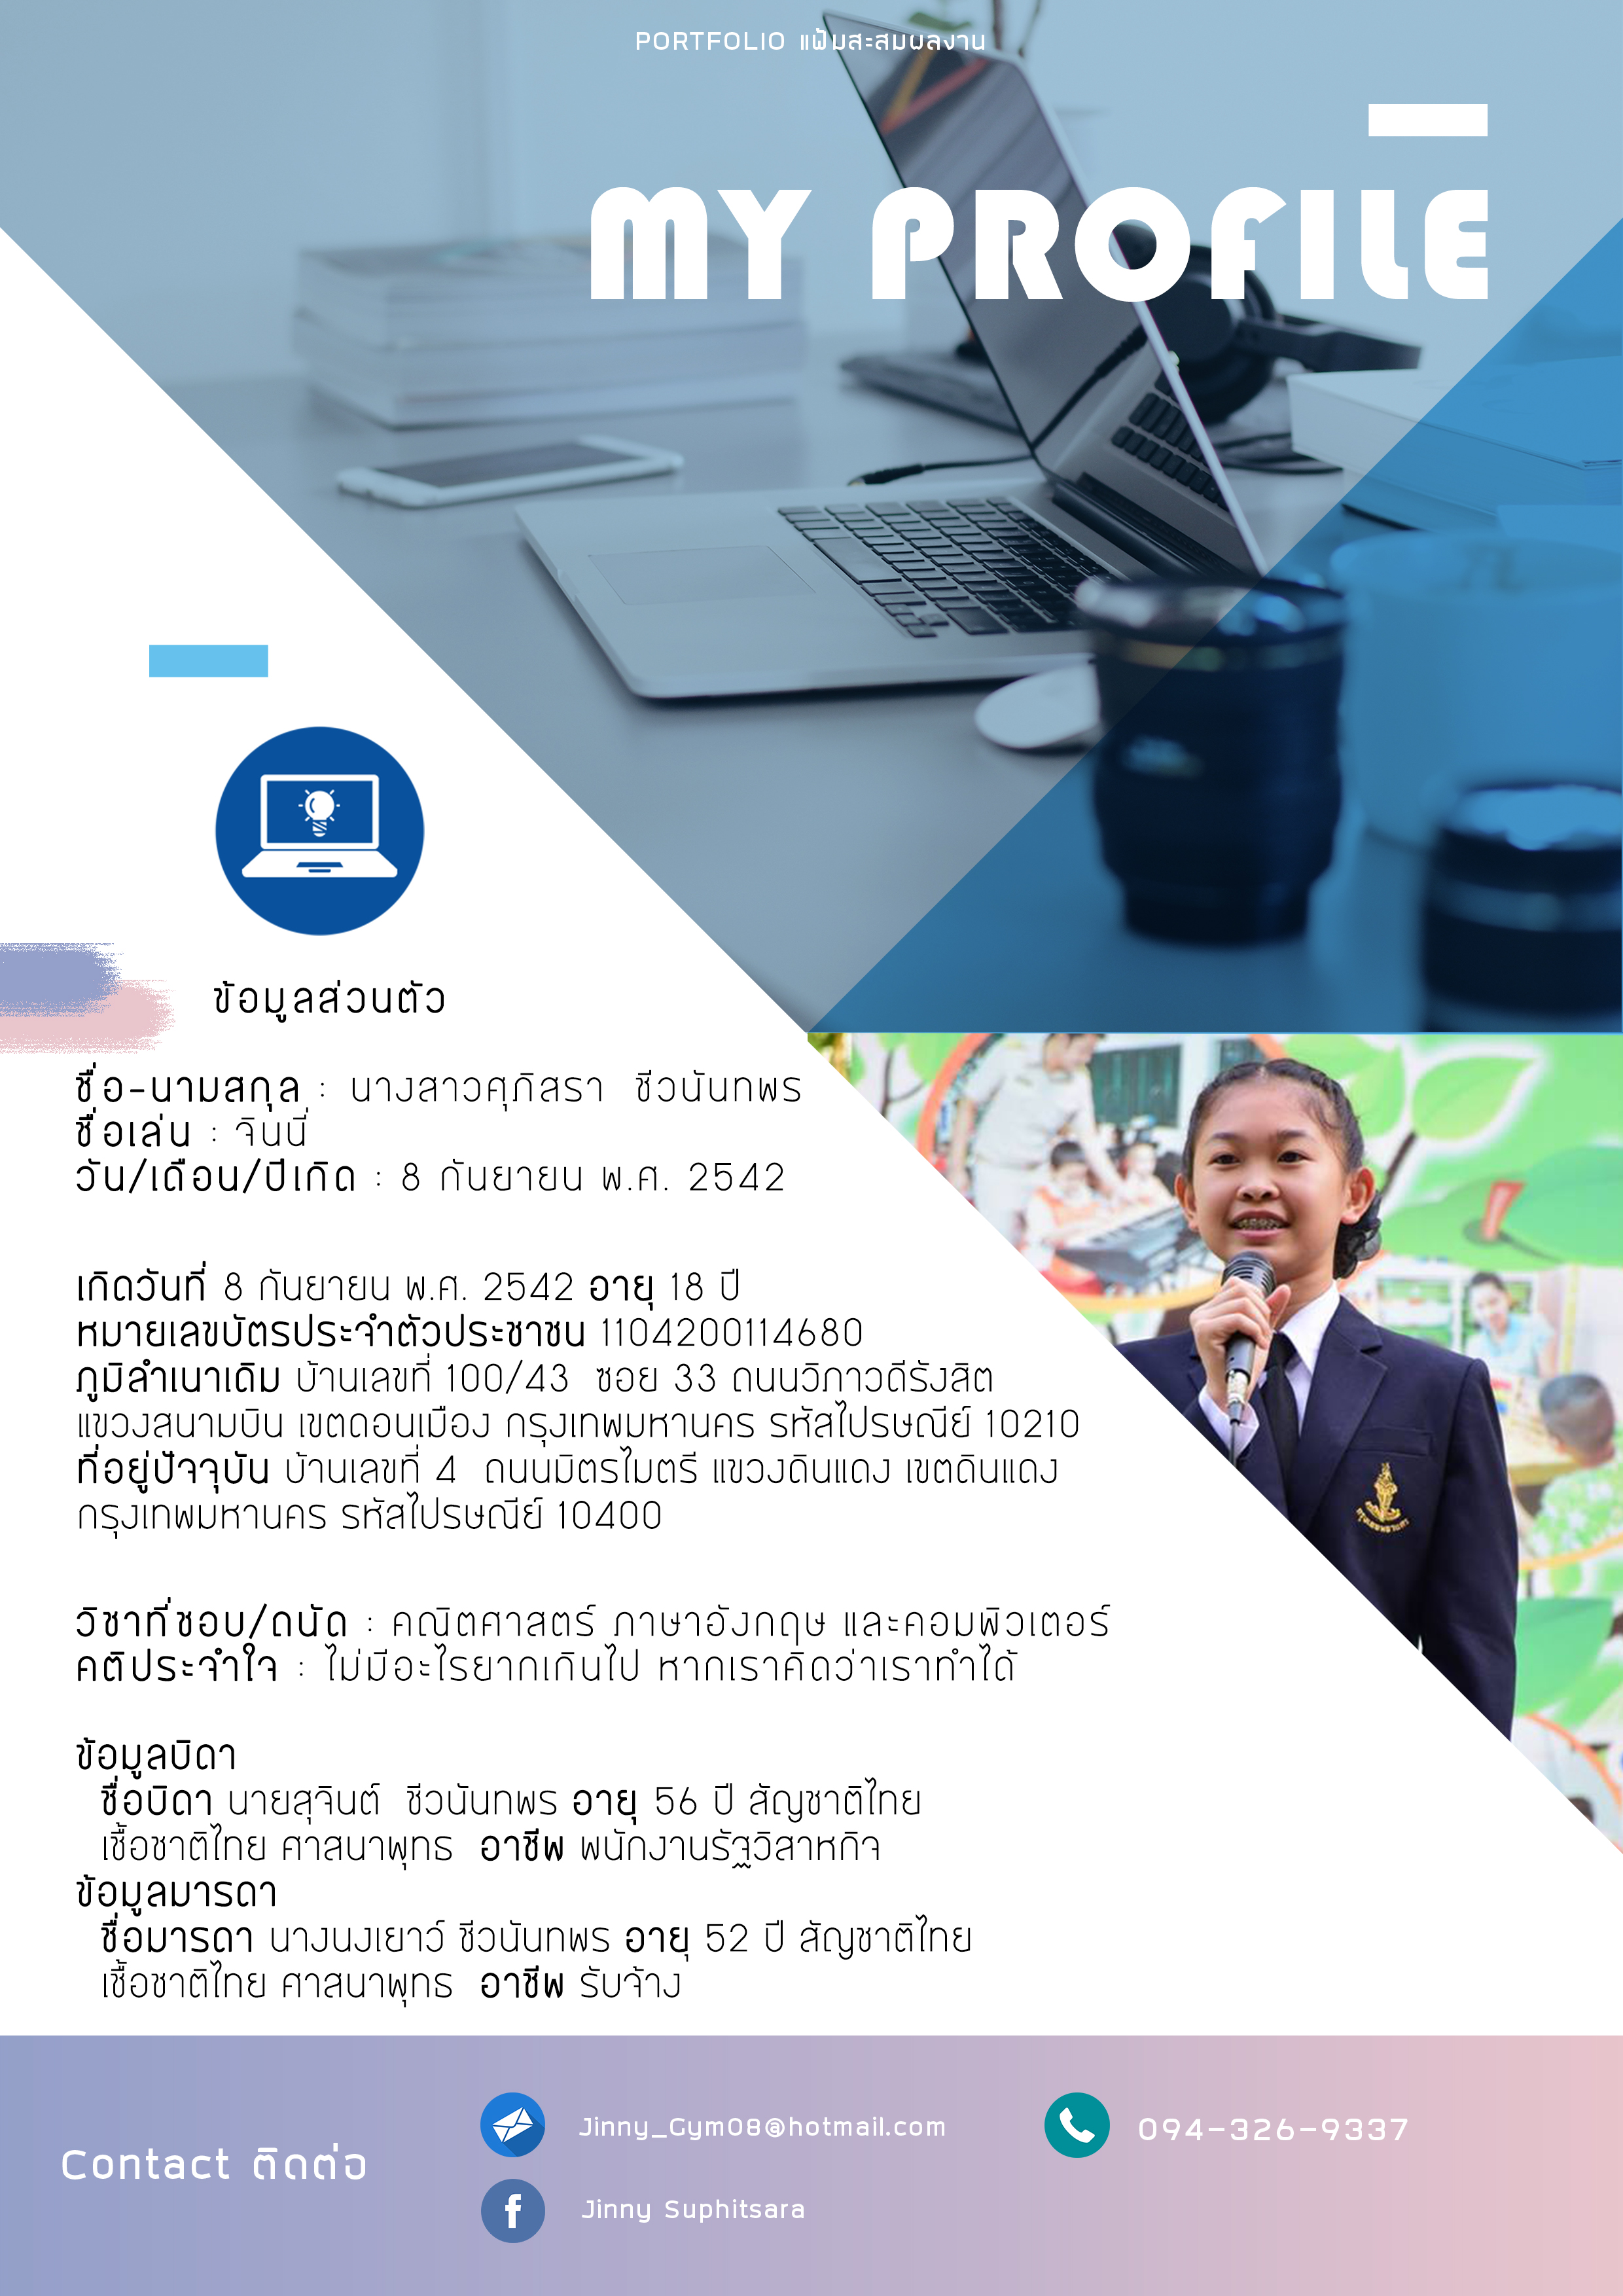 PORTFOLIO แฟ้มสะสมผลงาน
MY PROFILE
ข้อมูลส่วนตัว
ชื่อ-นามสกุล : นางสาวศุภิสรา ชีวนันทพร
ชื่อเล่น : จินนี่
วัน/เดือน/ปีเกิด : 8 กันยายน พ.ศ. 2542
เกิดวันที่ 8 กันยายน พ.ศ. 2542 อายุ 18 ปี
หมายเลขบัตรประจำตัวประชาชน 1104200114680
ภูมิลำเนาเดิม บ้านเลขที่ 100/43 ซอย 33 ถนนวิภาวดีรังสิต
แขวงสนามบิน เขตดอนเมือง กรุงเทพมหานคร รหัสไปรษณีย์ 10210
ที่อยู่ปัจจุบัน บ้านเลขที่ 4 ถนนมิตรไมตรี แขวงดินแดง เขตดินแดง
กรุงเทพมหานคร รหัสไปรษณีย์ 10400
วิชาที่ชอบ/ถนัด : คณิตศาสตร์ ภาษาอังกฤษ และคอมพิวเตอร์
คติประจำใจ : ไม่มีอะไรยากเกินไป หากเราคิดว่าเราทำได้
ข้อมูลบิดา
ชื่อบิดา นายสุจินต์ ชีวนันทพร อายุ 56 ปี สัญชาติไทย
เชื้อชาติไทย ศาสนาพุทธ อาชีพ พนักงานรัฐวิสาหกิจ
ข้อมูลมารดา
ชื่อมารดา นางนงเยาว์ ชีวนันทพร อายุ 52 ปี สัญชาติไทย
เชื้อชาติไทย ศาสนาพุทธ อาชีพ รับจ้าง
Contact ติดต่อ
Jinny_Gym08@hotmail.com
094-326-9337
Jinny Suphitsara